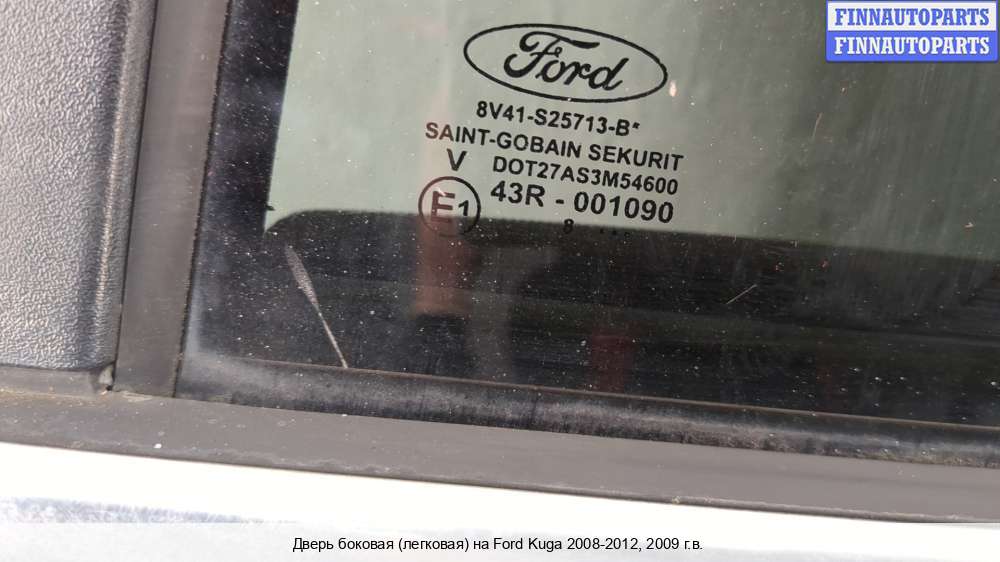 FINNAUTOPARTS
FINNAUTOPARTS
Ford
8V41-S25713-B*
SAINT-GOBAIN SEKURIT
V DOT27AS3M54600
E1 43R - 001090
8 ...
Дверь боковая (легковая) на Ford Kuga 2008-2012, 2009 г.в.